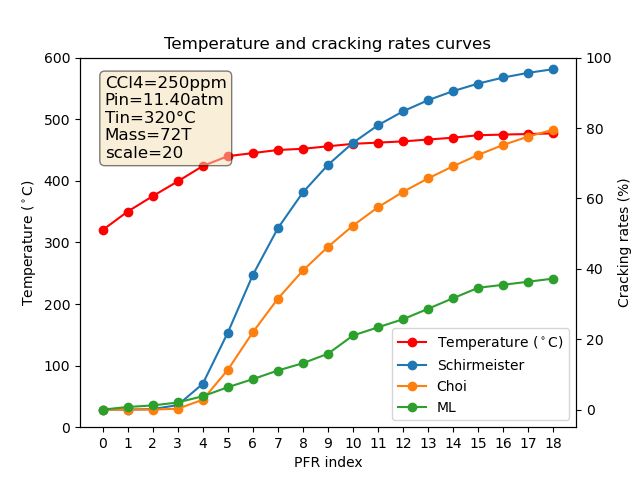 Temperature and cracking rates curves
CCl4=250ppm
Pin=11.40atm
Tin=320°C
Mass=72T
scale=20
Temperature (°C)
600
500
400
300
200
100
0
Cracking rates (%)
100
80
60
40
20
0
Temperature (°C)
Schirmeister
Choi
ML
0 1 2 3 4 5 6 7 8 9 10 11 12 13 14 15 16 17 18
PFR index